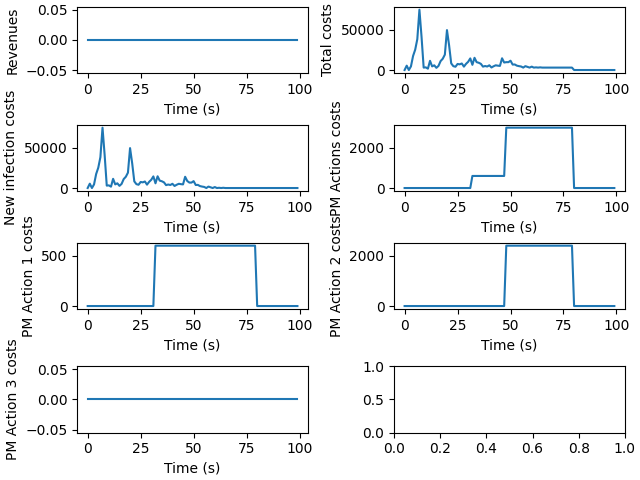 Revenues
0.05
0.00
−0.05
0 25 50 75 100
Time (s)
Total costs
50000
0
0 25 50 75 100
Time (s)
New infection costs
50000
0
0 25 50 75 100
Time (s)
PM Actions costs
2000
0
0 25 50 75 100
Time (s)
PM Action 1 costs
500
0
0 25 50 75 100
Time (s)
PM Action 2 costs
2000
0
0 25 50 75 100
Time (s)
PM Action 3 costs
0.05
0.00
−0.05
0 25 50 75 100
Time (s)
1.0
0.5
0.0
0.0 0.2 0.4 0.6 0.8 1.0